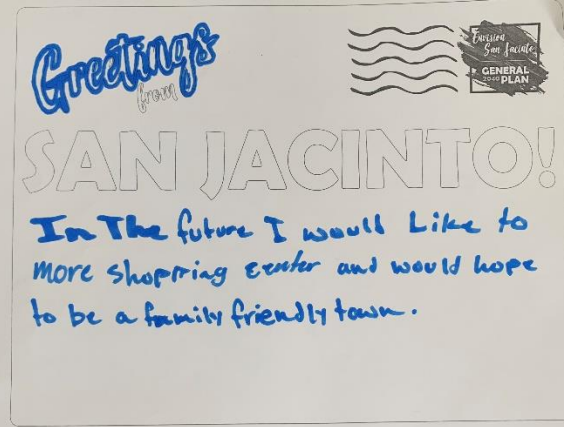 Greetings
from
Envision
San Jacinto
GENERAL
2040 PLAN
SAN JACINTO!
In The future I would Like to
more shopping center and would hope
to be a family friendly town.